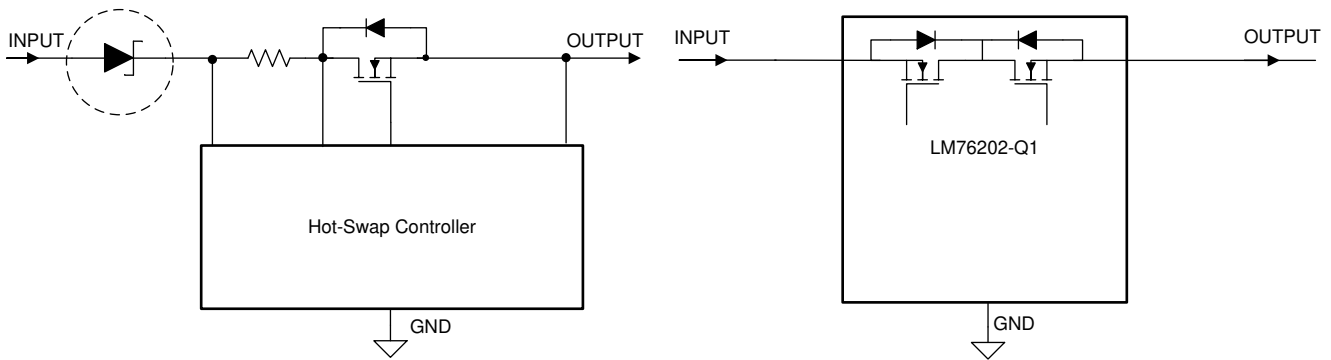 INPUT
OUTPUT
Hot-Swap Controller
GND
INPUT
OUTPUT
LM76202-Q1
GND